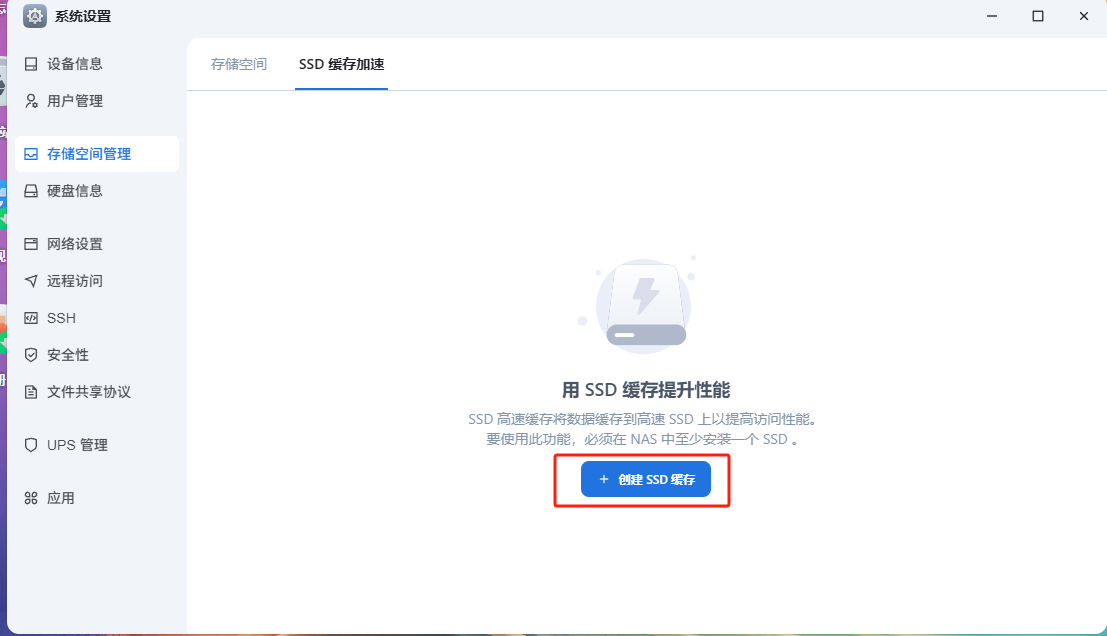 系统设置
设备信息
用户管理
存储空间管理
硬盘信息
网络设置
远程访问
SSH
安全性
文件共享协议
UPS 管理
应用
存储空间
SSD 缓存加速
用 SSD 缓存提升性能
SSD 高速缓存将数据缓存到高速 SSD 上以提高访问性能。
要使用此功能，必须在 NAS 中至少安装一个 SSD 。
+ 创建 SSD 缓存